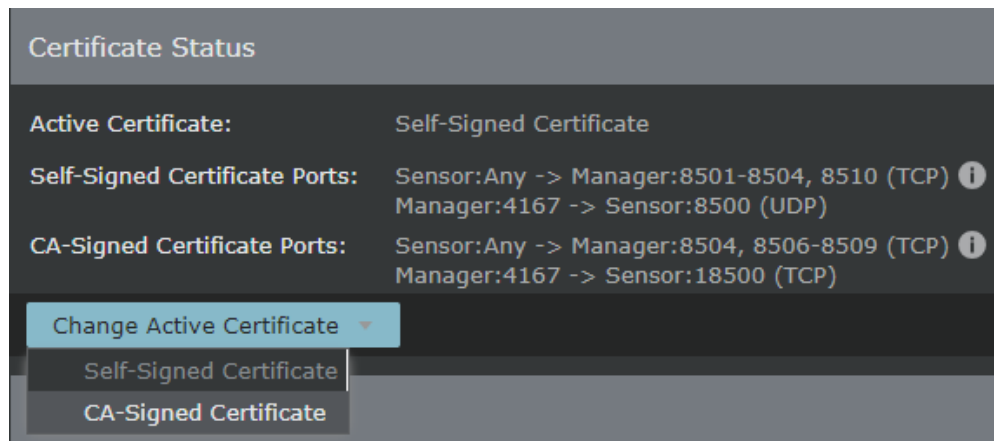 Certificate Status
Active Certificate: Self-Signed Certificate
Self-Signed Certificate Ports: Sensor:Any -> Manager:8501-8504, 8510 (TCP)
Manager:4167 -> Sensor:8500 (UDP)
CA-Signed Certificate Ports: Sensor:Any -> Manager:8504, 8506-8509 (TCP)
Manager:4167 -> Sensor:18500 (TCP)
Change Active Certificate
Self-Signed Certificate
CA-Signed Certificate